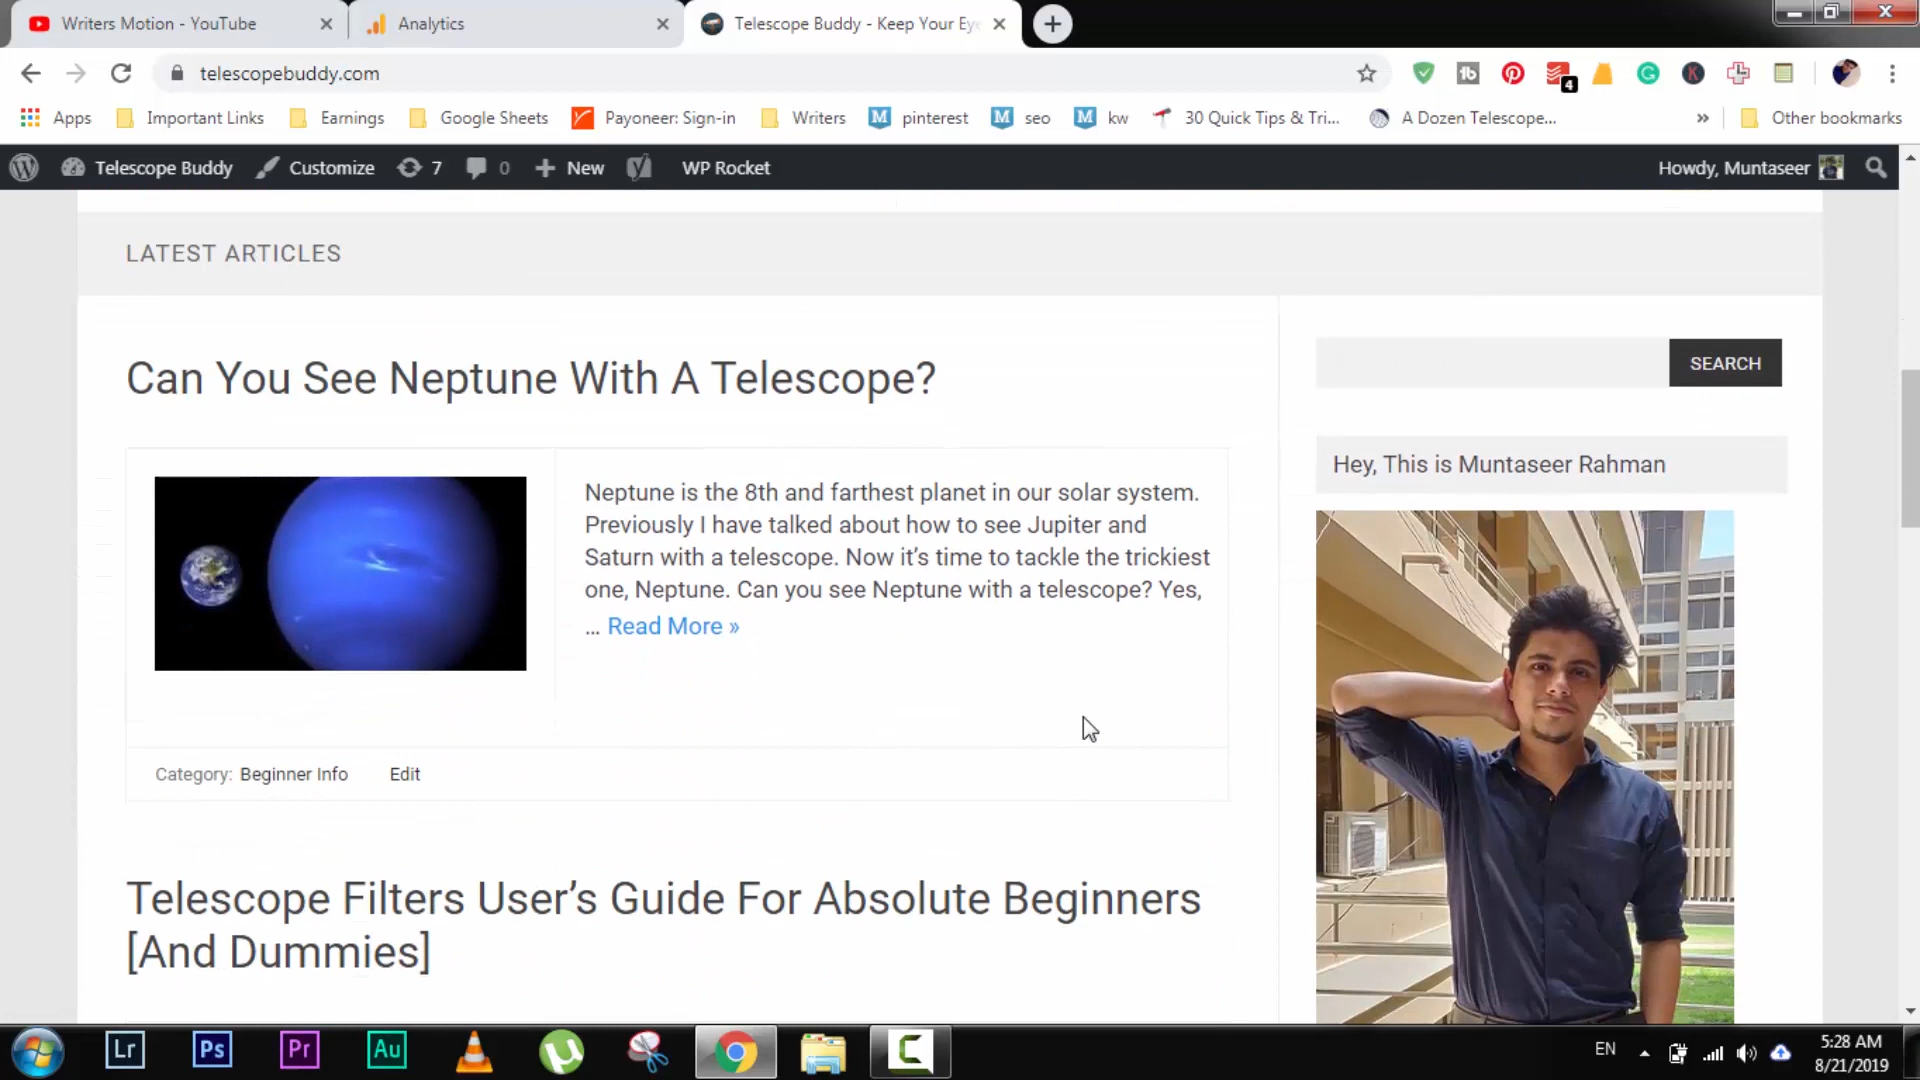 Writers Motion - YouTube
Analytics
Telescope Buddy - Keep Your Eye
telescopebuddy.com
4
Apps
Important Links
Earnings
Google Sheets
Payoneer: Sign-in
Writers
pinterest
seo
kw
30 Quick Tips & Tri...
A Dozen Telescope...
»
Other bookmarks
Telescope Buddy
Customize
7
0
New
WP Rocket
Howdy, Muntaseer
LATEST ARTICLES
Can You See Neptune With A Telescope?
SEARCH
Hey, This is Muntaseer Rahman
Neptune is the 8th and farthest planet in our solar system.
Previously I have talked about how to see Jupiter and
Saturn with a telescope. Now it's time to tackle the trickiest
one, Neptune. Can you see Neptune with a telescope? Yes,
... Read More »
Category: Beginner Info
Edit
Telescope Filters User's Guide For Absolute Beginners
[And Dummies]
Lr
Ps
Pr
Au
EN
5:28 AM
8/21/2019